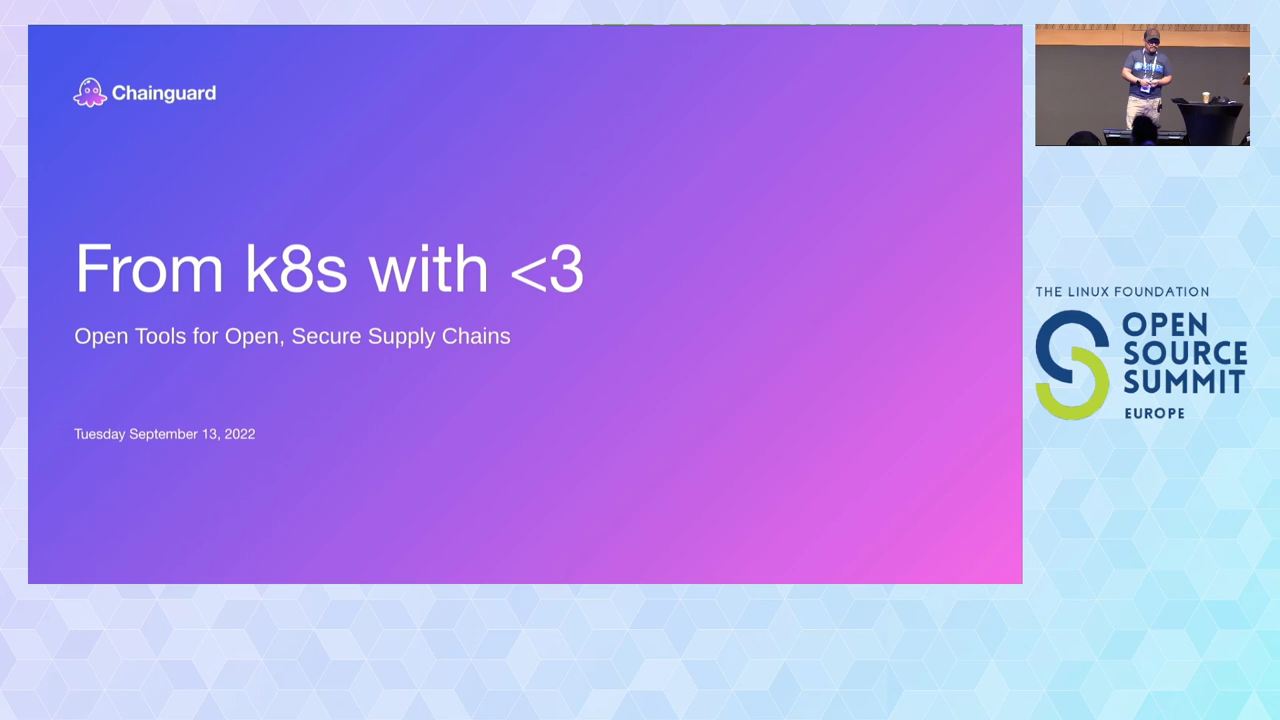 Chainguard
From k8s with <3
Open Tools for Open, Secure Supply Chains
Tuesday September 13, 2022
THE LINUX FOUNDATION
OPEN
SOURCE
SUMMIT
EUROPE